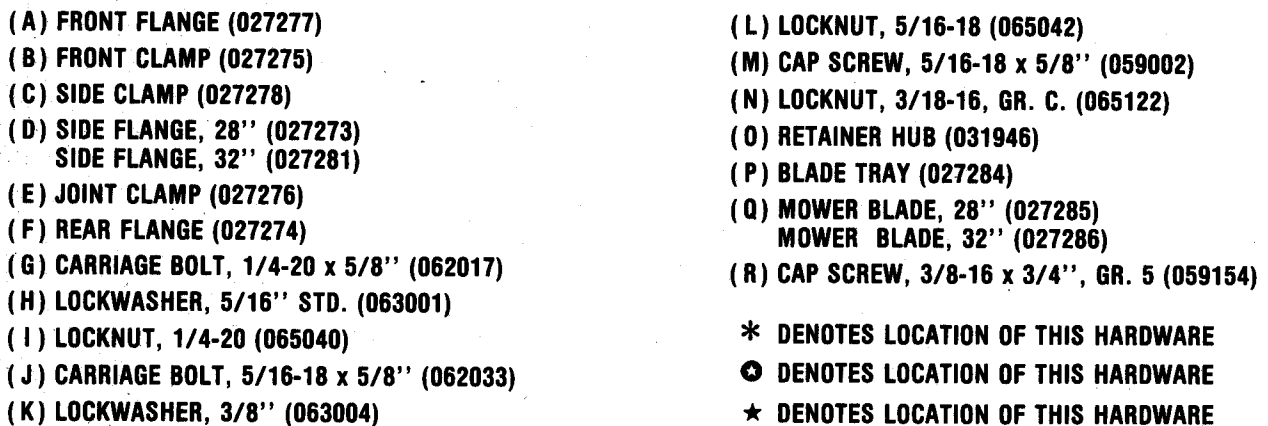 (A) FRONT FLANGE (027277)
(B) FRONT CLAMP (027275)
(C) SIDE CLAMP (027278)
(D) SIDE FLANGE, 28'' (027273)
SIDE FLANGE, 32'' (027281)
(E) JOINT CLAMP (027276)
(F) REAR FLANGE (027274)
(G) CARRIAGE BOLT, 1/4-20 x 5/8'' (062017)
(H) LOCKWASHER, 5/16'' STD. (063001)
(I) LOCKNUT, 1/4-20 (065040)
(J) CARRIAGE BOLT, 5/16-18 x 5/8'' (062033)
(K) LOCKWASHER, 3/8'' (063004)
(L) LOCKNUT, 5/16-18 (065042)
(M) CAP SCREW, 5/16-18 x 5/8'' (059002)
(N) LOCKNUT, 3/18-16, GR. C. (065122)
(O) RETAINER HUB (031946)
(P) BLADE TRAY (027284)
(Q) MOWER BLADE, 28'' (027285)
MOWER BLADE, 32'' (027286)
(R) CAP SCREW, 3/8-16 x 3/4'', GR. 5 (059154)
* DENOTES LOCATION OF THIS HARDWARE
✪ DENOTES LOCATION OF THIS HARDWARE
★ DENOTES LOCATION OF THIS HARDWARE